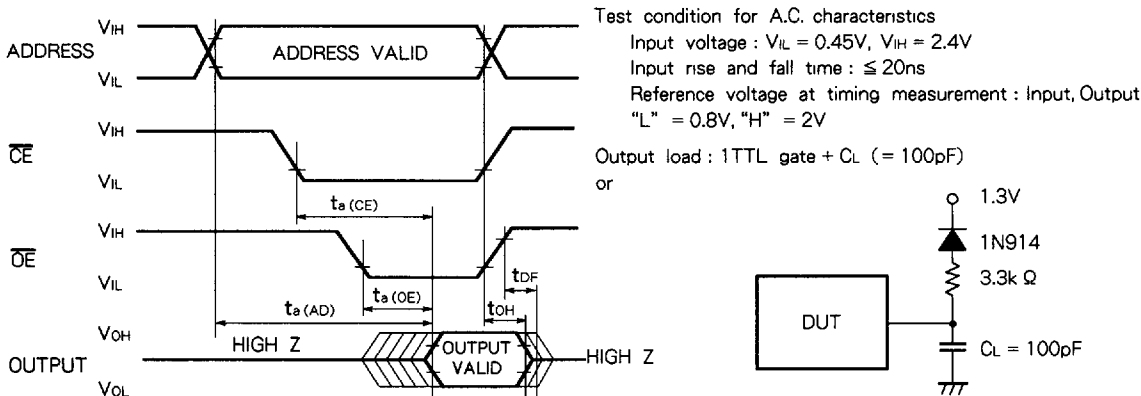 ADDRESS
VIH
VIL
ADDRESS VALID
CE
VIH
VIL
ta (CE)
OE
VIH
VIL
tDF
ta (OE)
tOH
ta (AD)
OUTPUT
VOH
VOL
HIGH Z
OUTPUT
VALID
HIGH Z
Test condition for A.C. characteristics
Input voltage : VIL = 0.45V, VIH = 2.4V
Input rise and fall time : ≦ 20ns
Reference voltage at timing measurement : Input, Output
“L” = 0.8V, “H” = 2V
Output load : 1TTL gate + CL (= 100pF)
or
1.3V
1N914
3.3k Ω
DUT
CL = 100pF